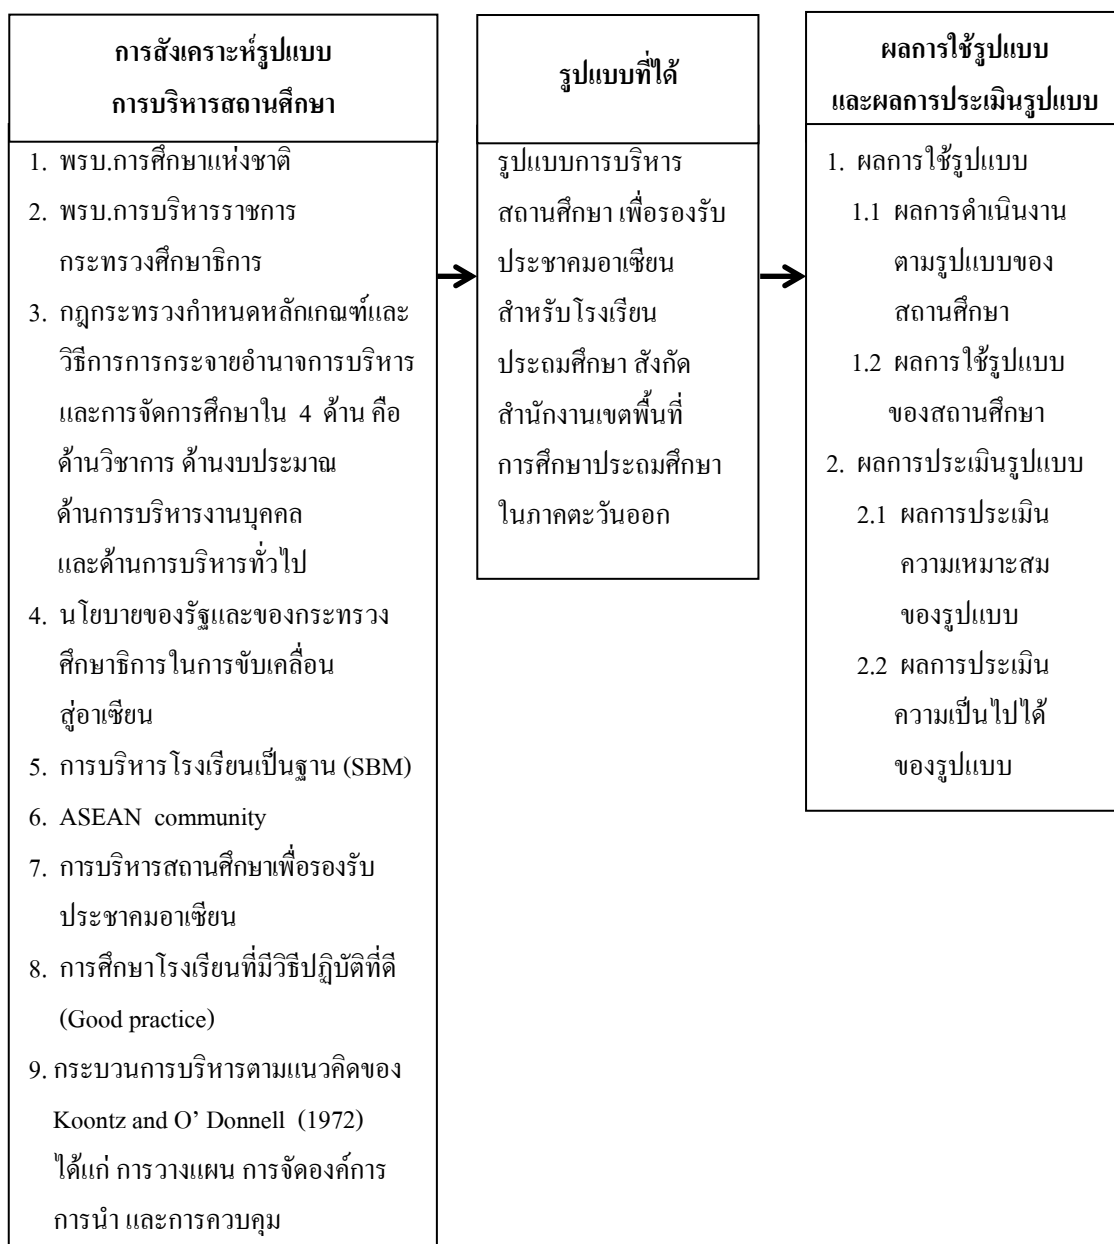 การสังเคราะห์รูปแบบ
การบริหารสถานศึกษา
1. พรบ.การศึกษาแห่งชาติ
2. พรบ.การบริหารราชการ
กระทรวงศึกษาธิการ
3. กฎกระทรวงกำหนดหลักเกณฑ์และ
วิธีการการกระจายอำนาจการบริหาร
และการจัดการศึกษาใน 4 ด้าน คือ
ด้านวิชาการ ด้านงบประมาณ
ด้านการบริหารงานบุคคล
และด้านการบริหารทั่วไป
4. นโยบายของรัฐและของกระทรวง
ศึกษาธิการในการขับเคลื่อน
สู่อาเซียน
5. การบริหารโรงเรียนเป็นฐาน (SBM)
6. ASEAN community
7. การบริหารสถานศึกษาเพื่อรองรับ
ประชาคมอาเซียน
8. การศึกษาโรงเรียนที่มีวิธีปฏิบัติที่ดี
(Good practice)
9. กระบวนการบริหารตามแนวคิดของ
Koontz and O’ Donnell (1972)
ได้แก่ การวางแผน การจัดองค์การ
การนำ และการควบคุม
รูปแบบที่ได้
รูปแบบการบริหาร
สถานศึกษา เพื่อรองรับ
ประชาคมอาเซียน
สำหรับโรงเรียน
ประถมศึกษา สังกัด
สำนักงานเขตพื้นที่
การศึกษาประถมศึกษา
ในภาคตะวันออก
ผลการใช้รูปแบบ
และผลการประเมินรูปแบบ
1. ผลการใช้รูปแบบ
1.1 ผลการดำเนินงาน
ตามรูปแบบของ
สถานศึกษา
1.2 ผลการใช้รูปแบบ
ของสถานศึกษา
2. ผลการประเมินรูปแบบ
2.1 ผลการประเมิน
ความเหมาะสม
ของรูปแบบ
2.2 ผลการประเมิน
ความเป็นไปได้
ของรูปแบบ